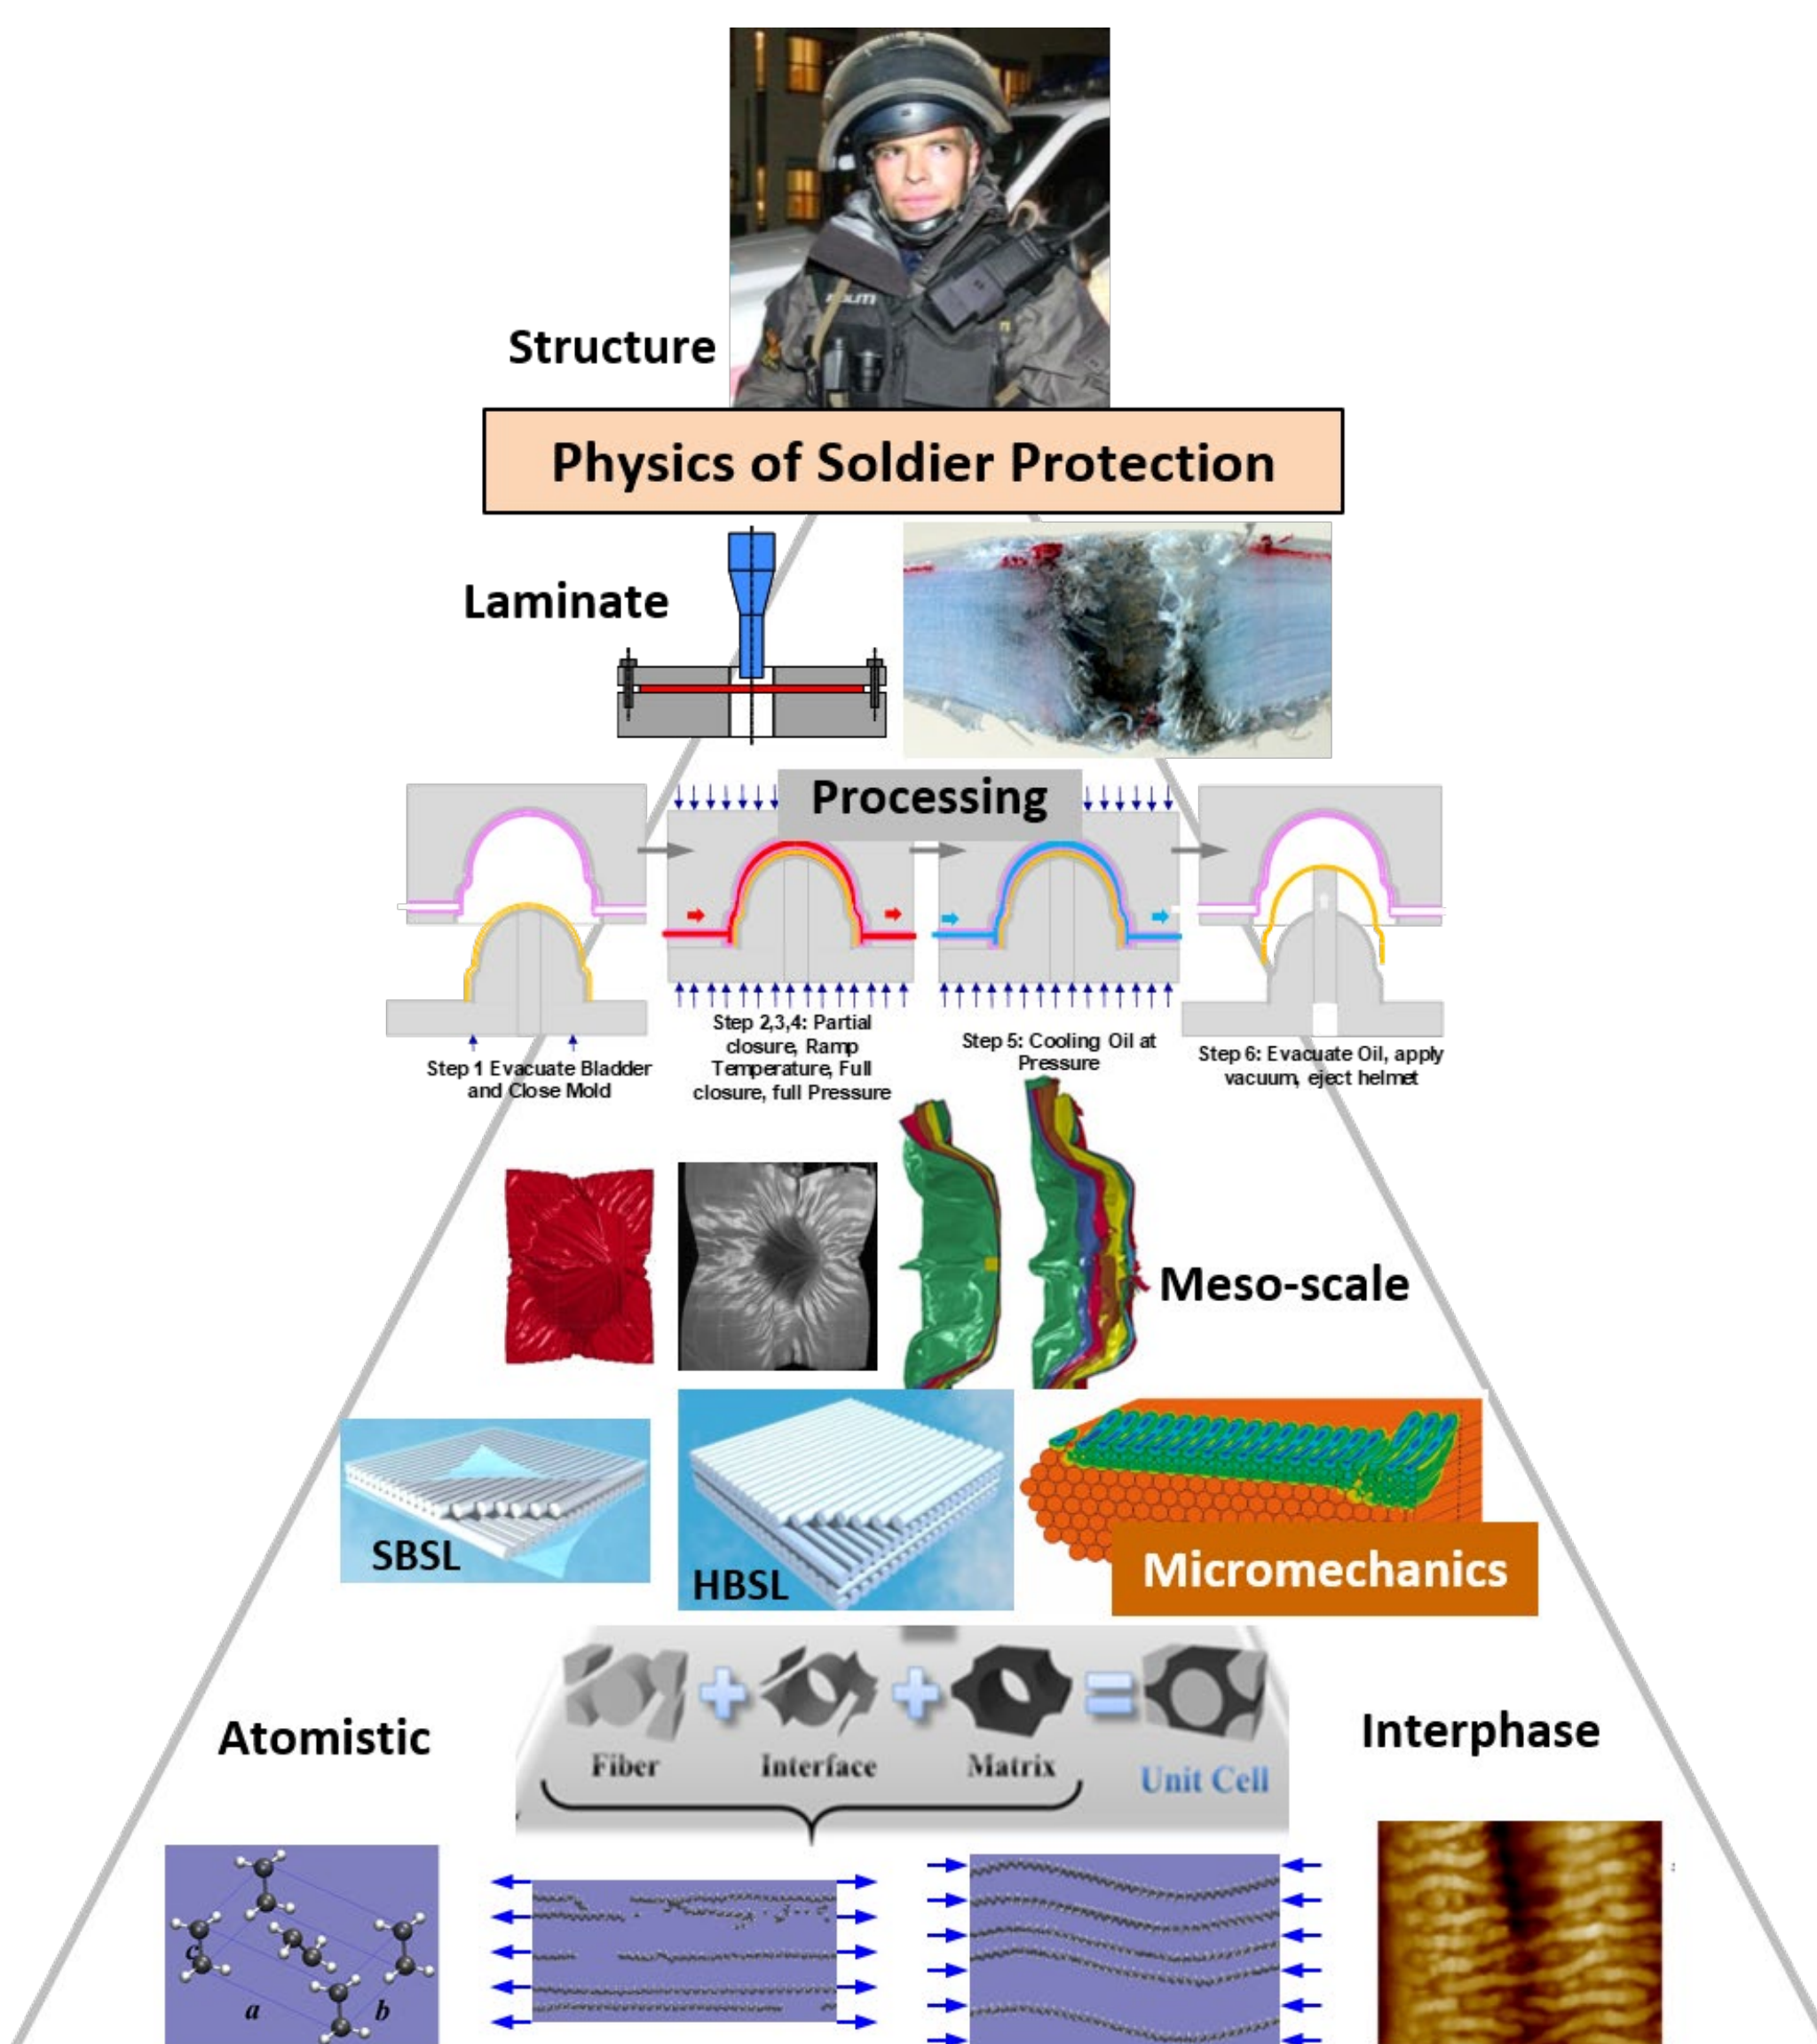 Structure
Physics of Soldier Protection
Laminate
Processing
Step 1 Evacuate Bladder
and Close Mold
Step 2,3,4: Partial
closure, Ramp
Temperature, Full
closure, full Pressure
Step 5: Cooling Oil at
Pressure
Step 6: Evacuate Oil, apply
vacuum, eject helmet
Meso-scale
SBSL
HBSL
Micromechanics
Atomistic
Fiber
Interface
Matrix
Unit Cell
Interphase
c
a
b